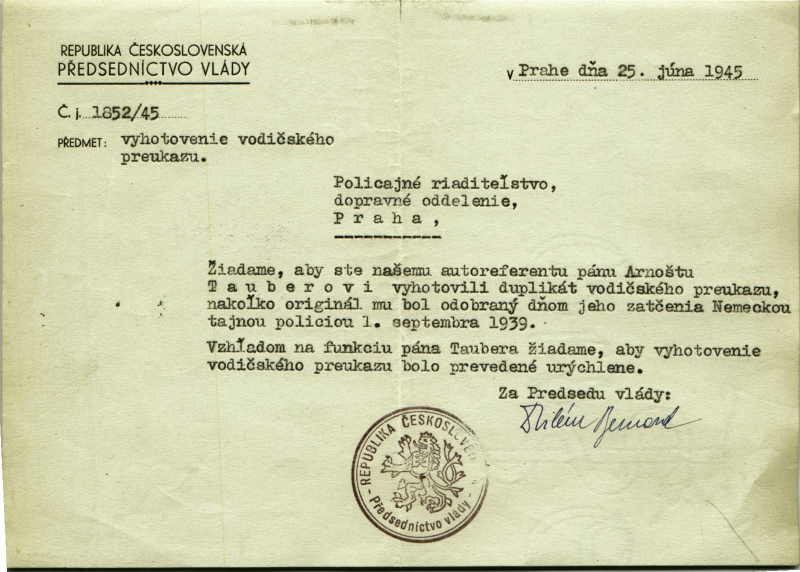 REPUBLIKA ČESKOSLOVENSKÁ
PŘEDSEDNÍCTVO VLÁDY
V Prahe dňa 25. júna 1945
Č. j. 1852/45
PŘEDMET: vyhotovenie vodičského
preukazu.
Policajné riaditeľstvo,
dopravné oddelenie,
P r a h a ,
Žiadame, aby ste našemu autoreferentu pánu Arnoštu
T a u b e r o v i vyhotovili duplikát vodičského preukazu,
nakoľko originál mu bol odobraný dňom jeho zatčenia Nemeckou
tajnou policiou 1. septembra 1939.
Vzhľadom na funkciu pána Taubera žiadame, aby vyhotovenie
vodičského preukazu bolo prevedené urýchlene.
Za Predsedu vlády:
REPUBLIKA ČESKOSLOVENSKÁ
Předsednictvo vlády